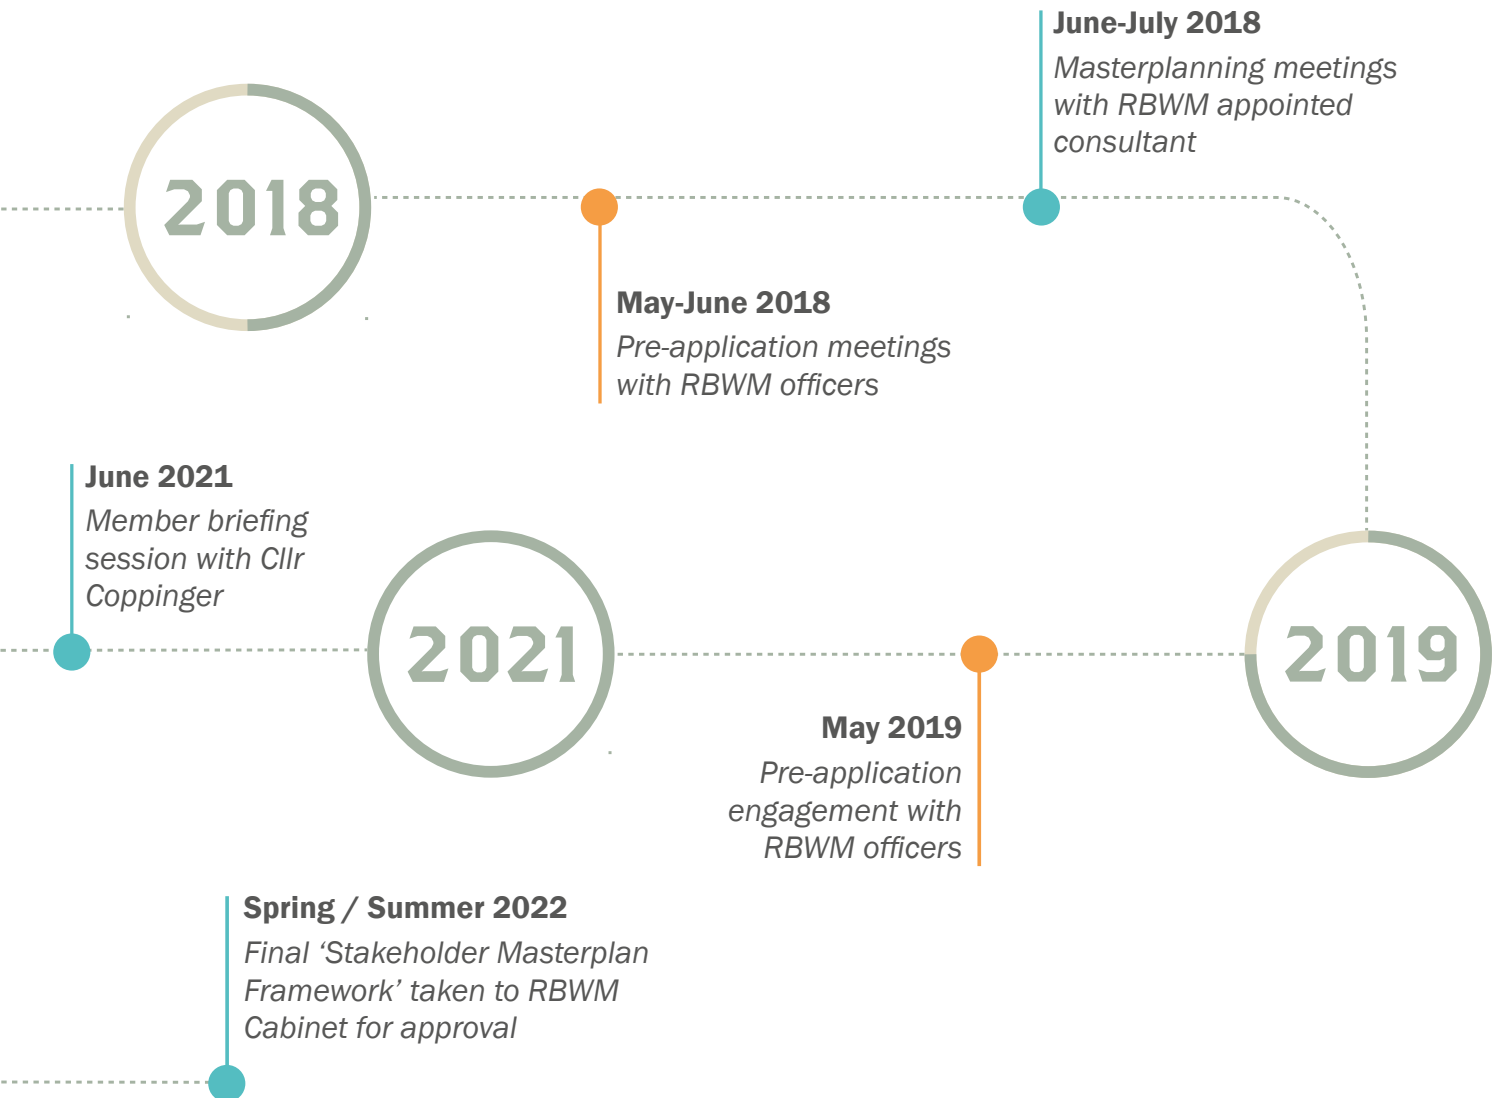 June-July 2018
Masterplanning meetings
with RBWM appointed
consultant
2018
May-June 2018
Pre-application meetings
with RBWM officers
June 2021
Member briefing
session with Cllr
Coppinger
2021
2019
May 2019
Pre-application
engagement with
RBWM officers
Spring / Summer 2022
Final ‘Stakeholder Masterplan
Framework’ taken to RBWM
Cabinet for approval